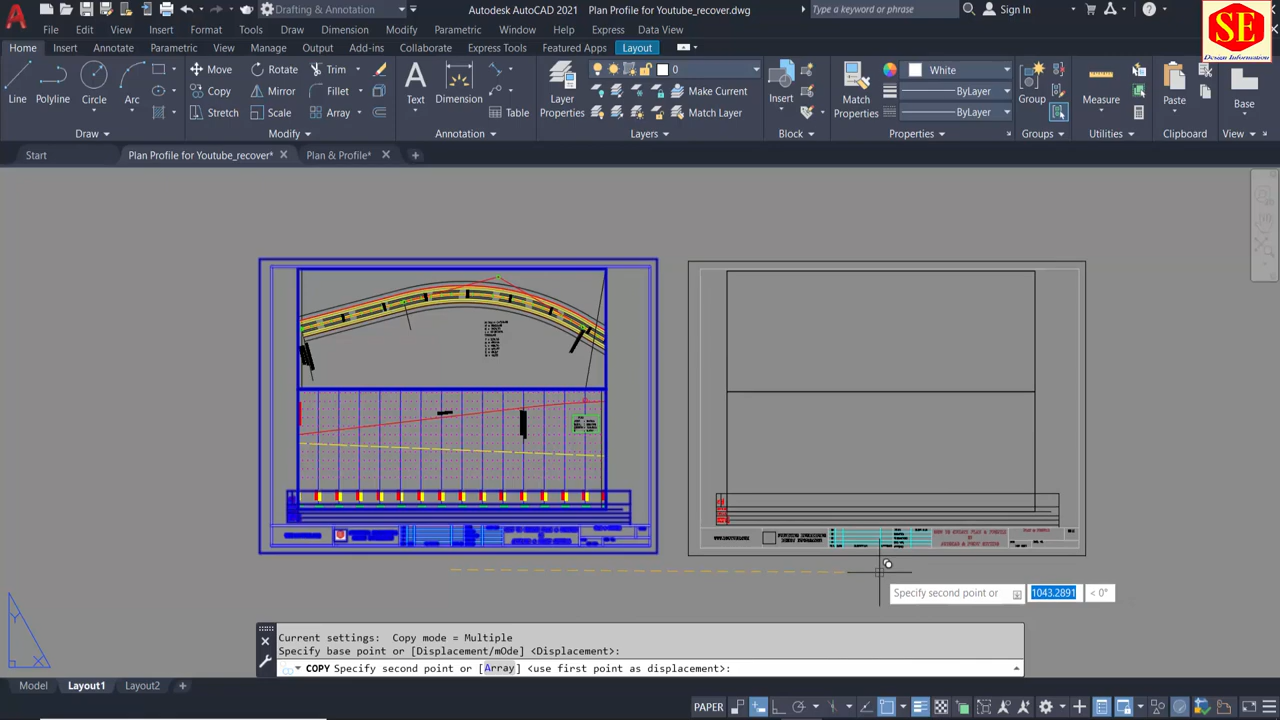 Drafting & Annotation
Autodesk AutoCAD 2021 Plan Profile for Youtube_recover.dwg
Type a keyword or phrase
Sign In
SE
Design Information
File Edit View Insert Format Tools Draw Dimension Modify Parametric Window Help Express Data View
Home Insert Annotate Parametric View Manage Output Add-ins Collaborate Express Tools Featured Apps Layout
Line Polyline Circle Arc
Move Rotate Trim
Copy Mirror Fillet
Stretch Scale Array
Text Dimension Table
Layer Properties
0
Make Current
Match Layer
Insert
Match Properties
White
ByLayer
ByLayer
Group
Measure
Paste
Base
Draw Modify Annotation Layers Block Properties Groups Utilities Clipboard View
Start Plan Profile for Youtube_recover* Plan & Profile*
Specify second point or 1043.2891 < 0°
Current settings: Copy mode = Multiple
Specify base point or [Displacement/mOde] <Displacement>:
COPY Specify second point or [Array] <use first point as displacement>:
Y
X
Model Layout1 Layout2
PAPER